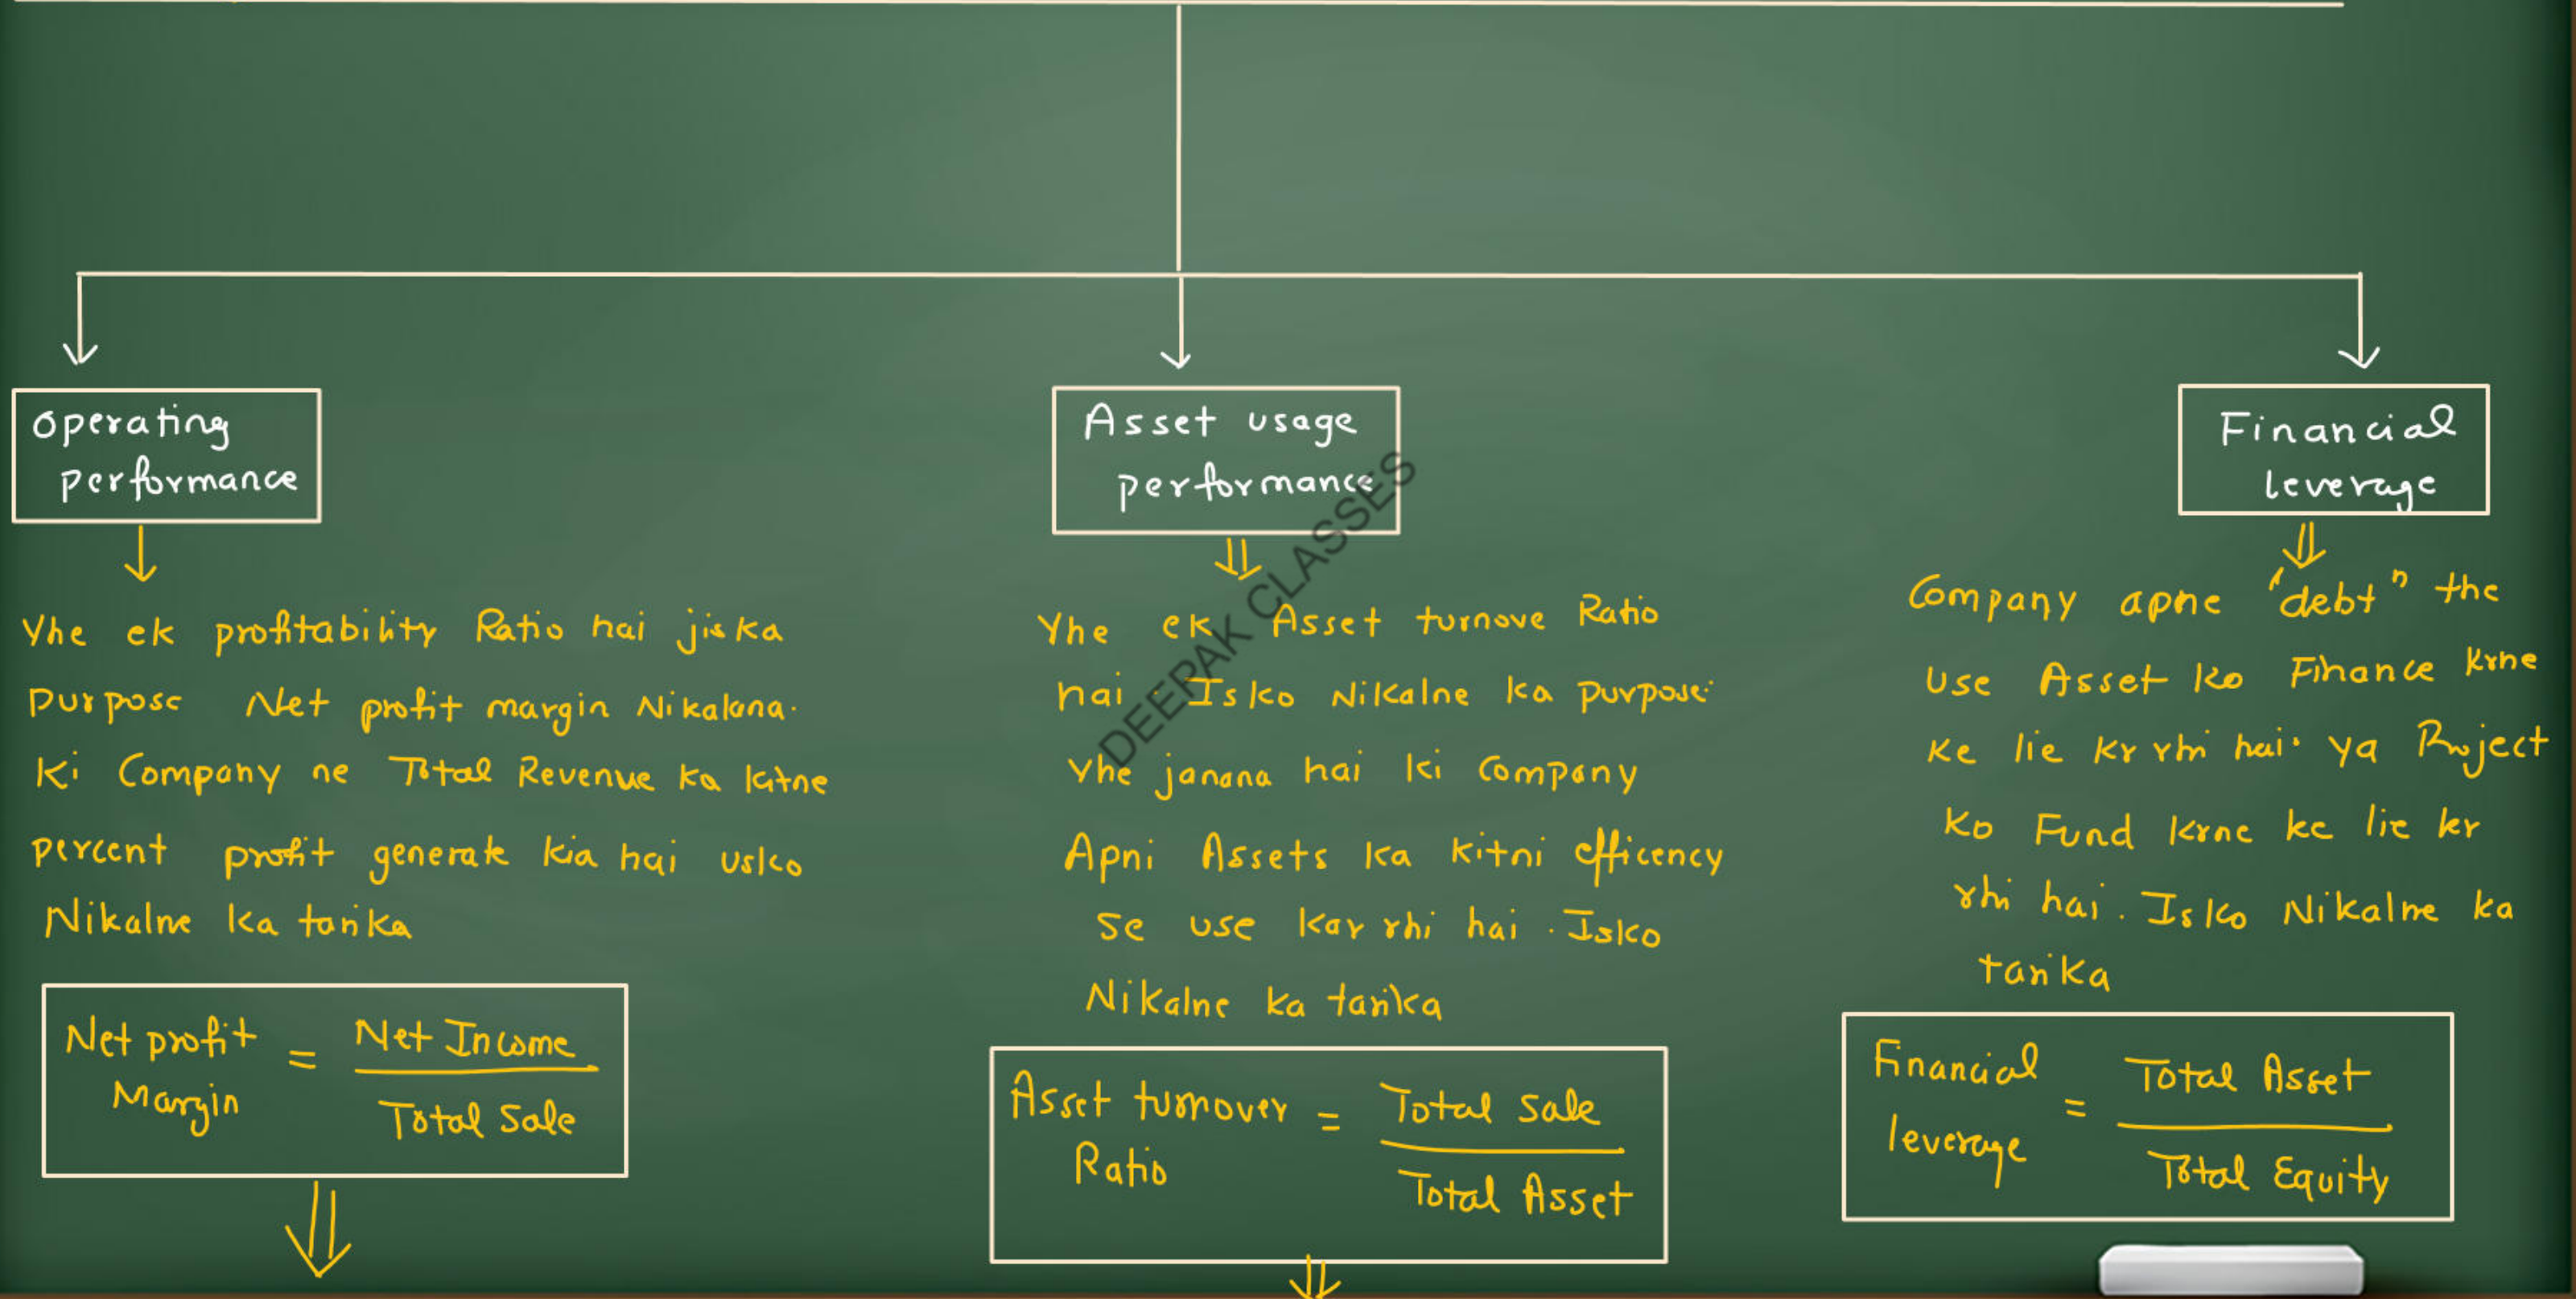 Operating
performance
Yhe ek profitability Ratio hai jiska
purpose Net profit margin Nikalana.
Ki Company ne Total Revenue ka kitne
percent profit generate kia hai usko
Nikalne ka tarika
Net profit Margin = Net Income
Total Sale
Asset usage
performance
Yhe ek Asset turnove Ratio
hai. Isko Nikalne ka purpose
yhe janana hai ki Company
Apni Assets ka kitni efficency
se use kar rhi hai. Isko
Nikalne ka tarika
Asset turnover Ratio = Total Sale
Total Asset
Financial
leverage
Company apne "debt" the
use Asset ko Finance krne
ke lie kr rhi hai. ya Project
ko Fund krne ke lie kr
rhi hai. Isko Nikalne ka
tarika
Financial leverage = Total Asset
Total Equity
DEEPAK CLASSES